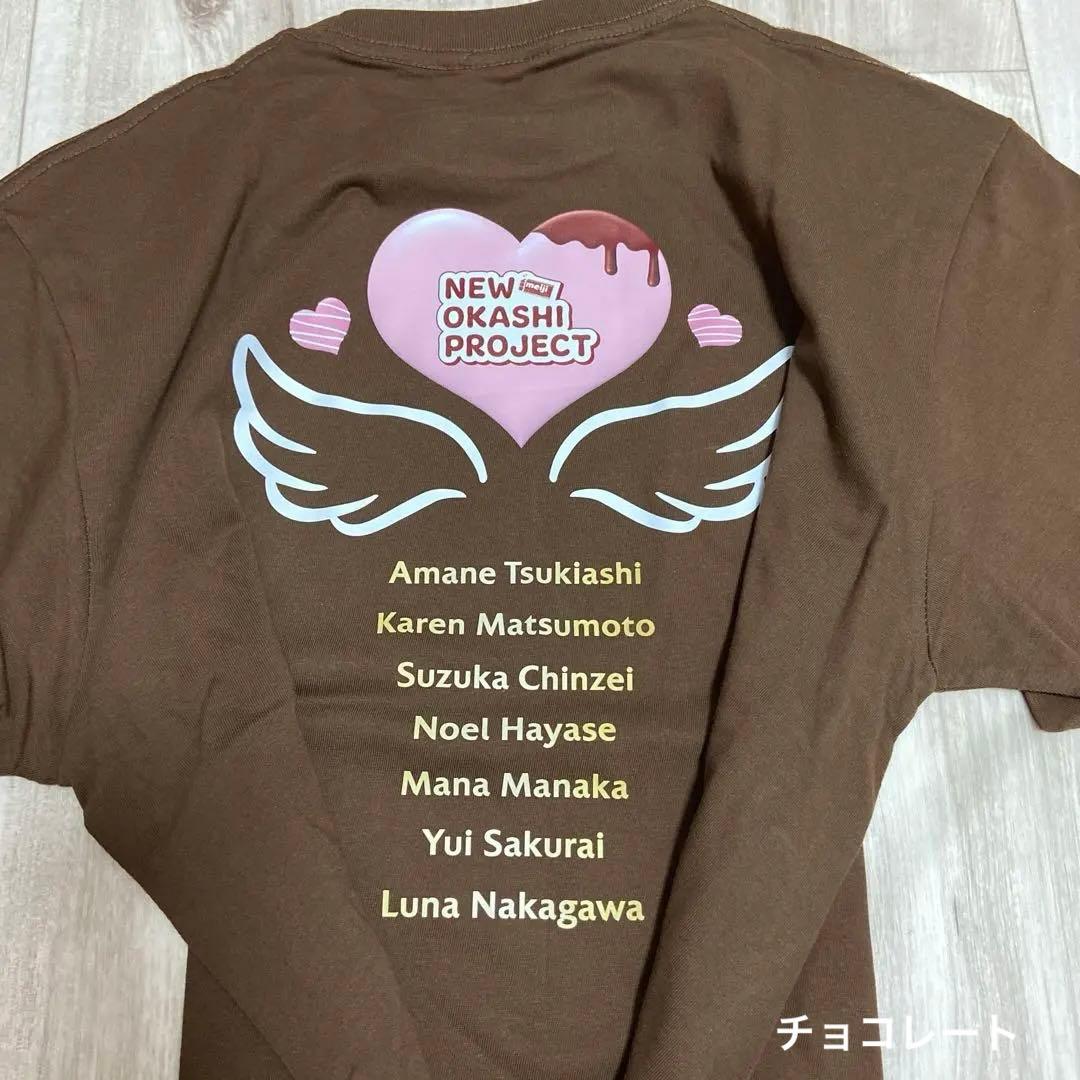 NEW meiji
OKASHI
PROJECT
Amane Tsukiashi
Karen Matsumoto
Suzuka Chinzei
Noel Hayase
Mana Manaka
Yui Sakurai
Luna Nakagawa
チョコレート